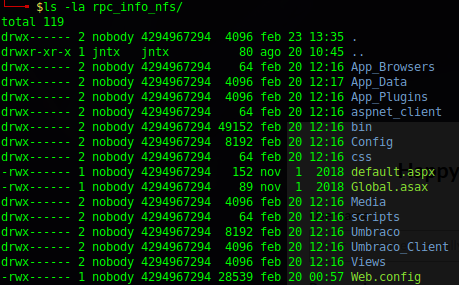 $ls -la rpc_info_nfs/
total 119
drwx------ 2 nobody 4294967294 4096 feb 23 13:35 .
drwxr-xr-x 1 jntx jntx 80 ago 20 10:45 ..
drwx------ 2 nobody 4294967294 64 feb 20 12:16 App_Browsers
drwx------ 2 nobody 4294967294 4096 feb 20 12:17 App_Data
drwx------ 2 nobody 4294967294 4096 feb 20 12:16 App_Plugins
drwx------ 2 nobody 4294967294 64 feb 20 12:16 aspnet_client
drwx------ 2 nobody 4294967294 49152 feb 20 12:16 bin
drwx------ 2 nobody 4294967294 8192 feb 20 12:16 Config
drwx------ 2 nobody 4294967294 64 feb 20 12:16 css
-rwx------ 2 nobody 4294967294 152 nov 1 2018 default.aspx
-rwx------ 2 nobody 4294967294 89 nov 1 2018 Global.asax
drwx------ 2 nobody 4294967294 4096 feb 20 12:16 Media
drwx------ 2 nobody 4294967294 64 feb 20 12:16 scripts
drwx------ 2 nobody 4294967294 8192 feb 20 12:16 Umbraco
drwx------ 2 nobody 4294967294 4096 feb 20 12:16 Umbraco_Client
drwx------ 2 nobody 4294967294 4096 feb 20 12:16 Views
-rwx------ 1 nobody 4294967294 28539 feb 20 00:57 Web.config